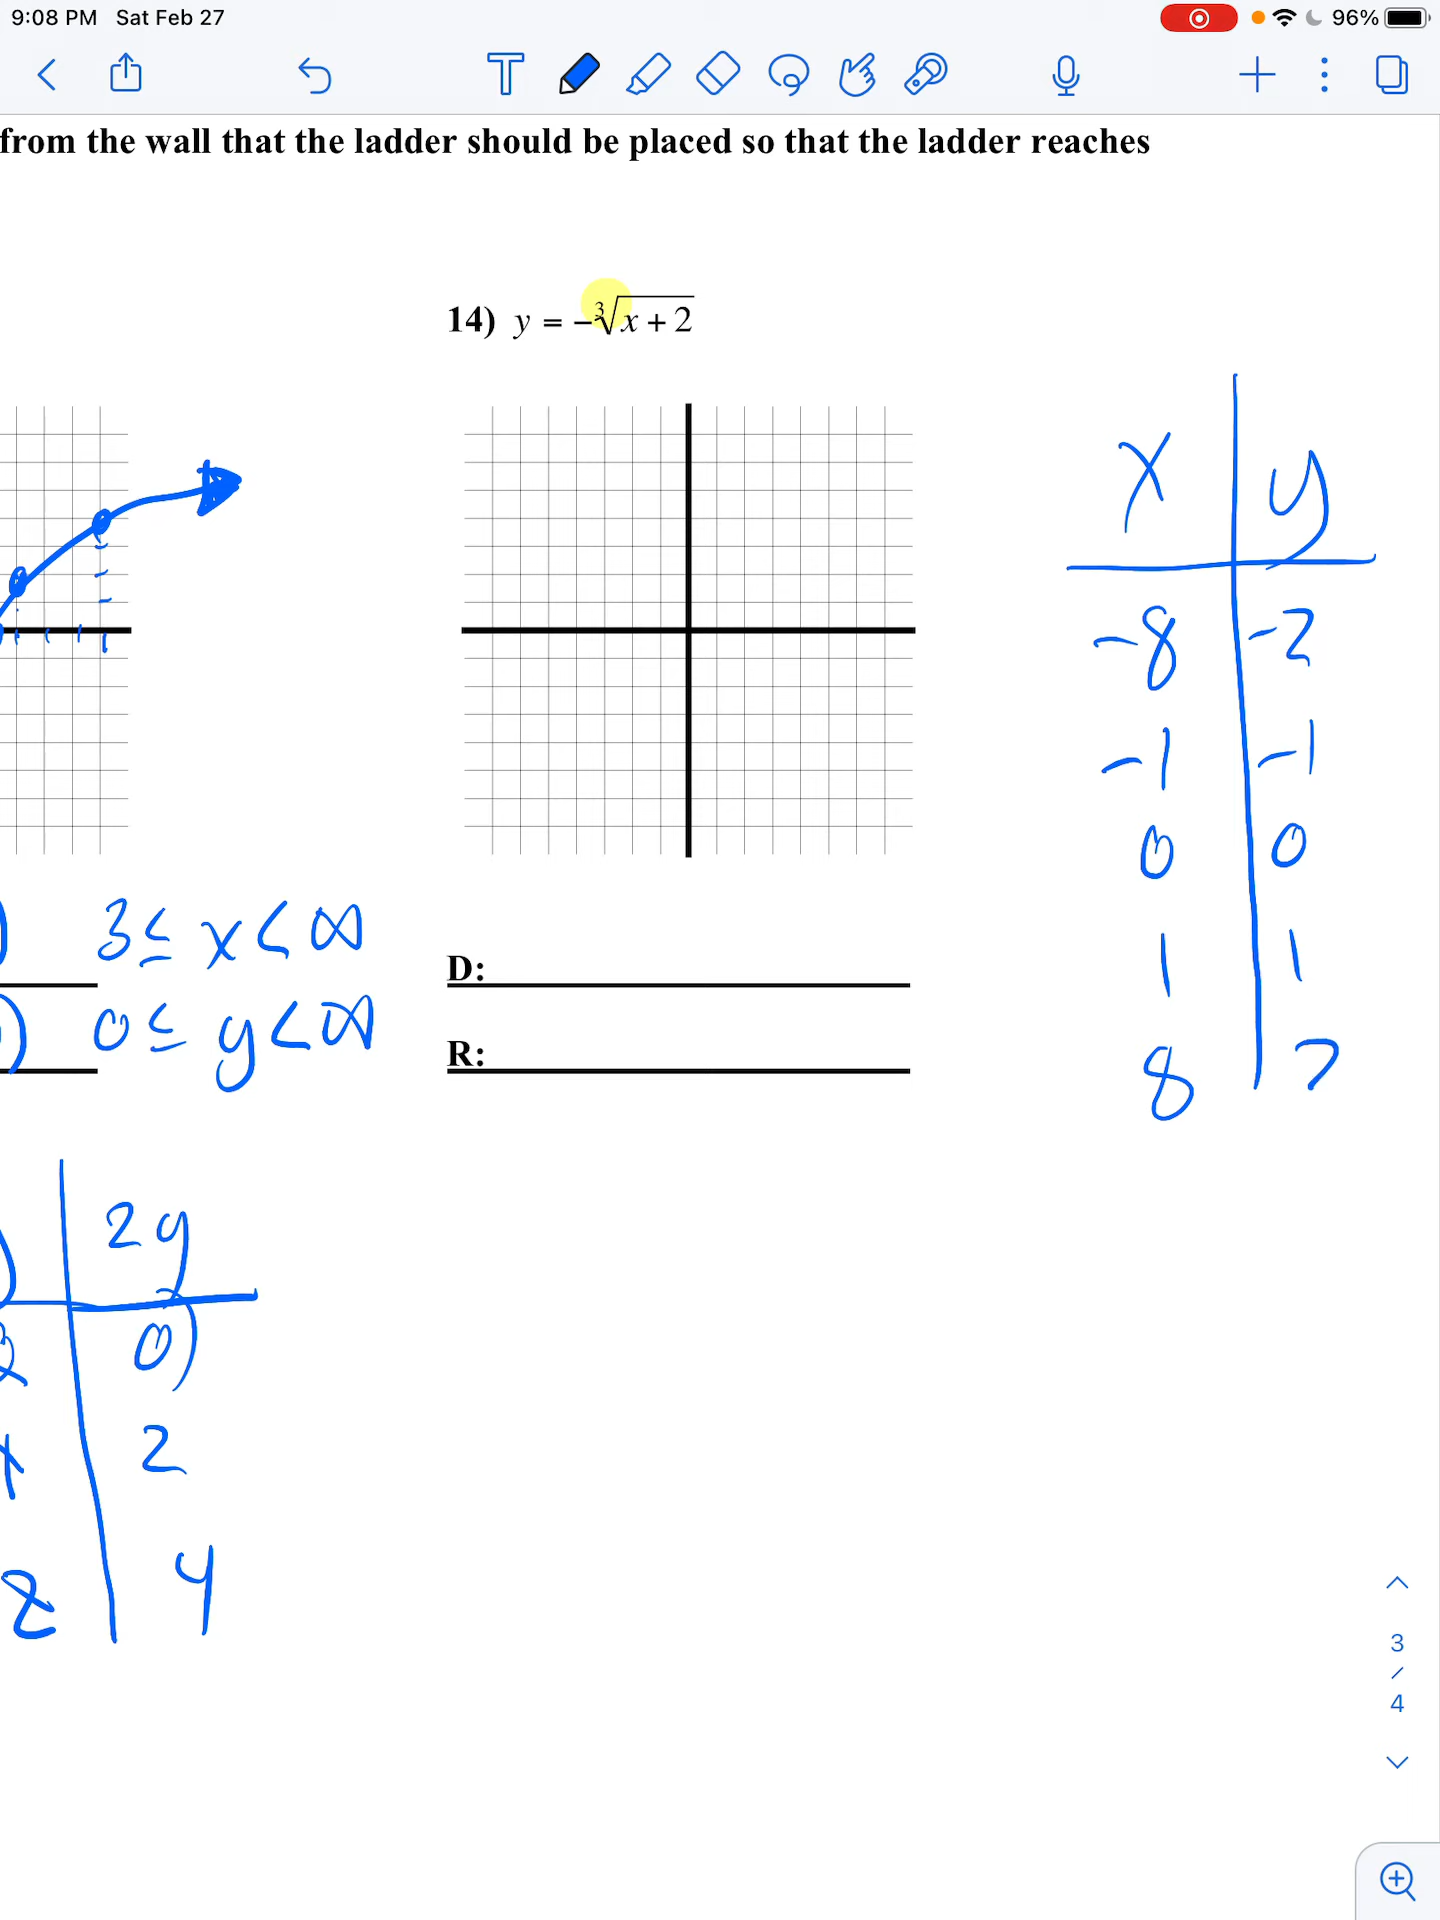 9:08 PM Sat Feb 27 96%
T
from the wall that the ladder should be placed so that the ladder reaches
14) y = -∛(x + 2)
x y
-8 -2
-1 -1
0 0
1 1
8 2
) 3 ≤ x < ∞
D:
) 0 ≤ y < ∞
R:
2y
0
2
4
3
/
4